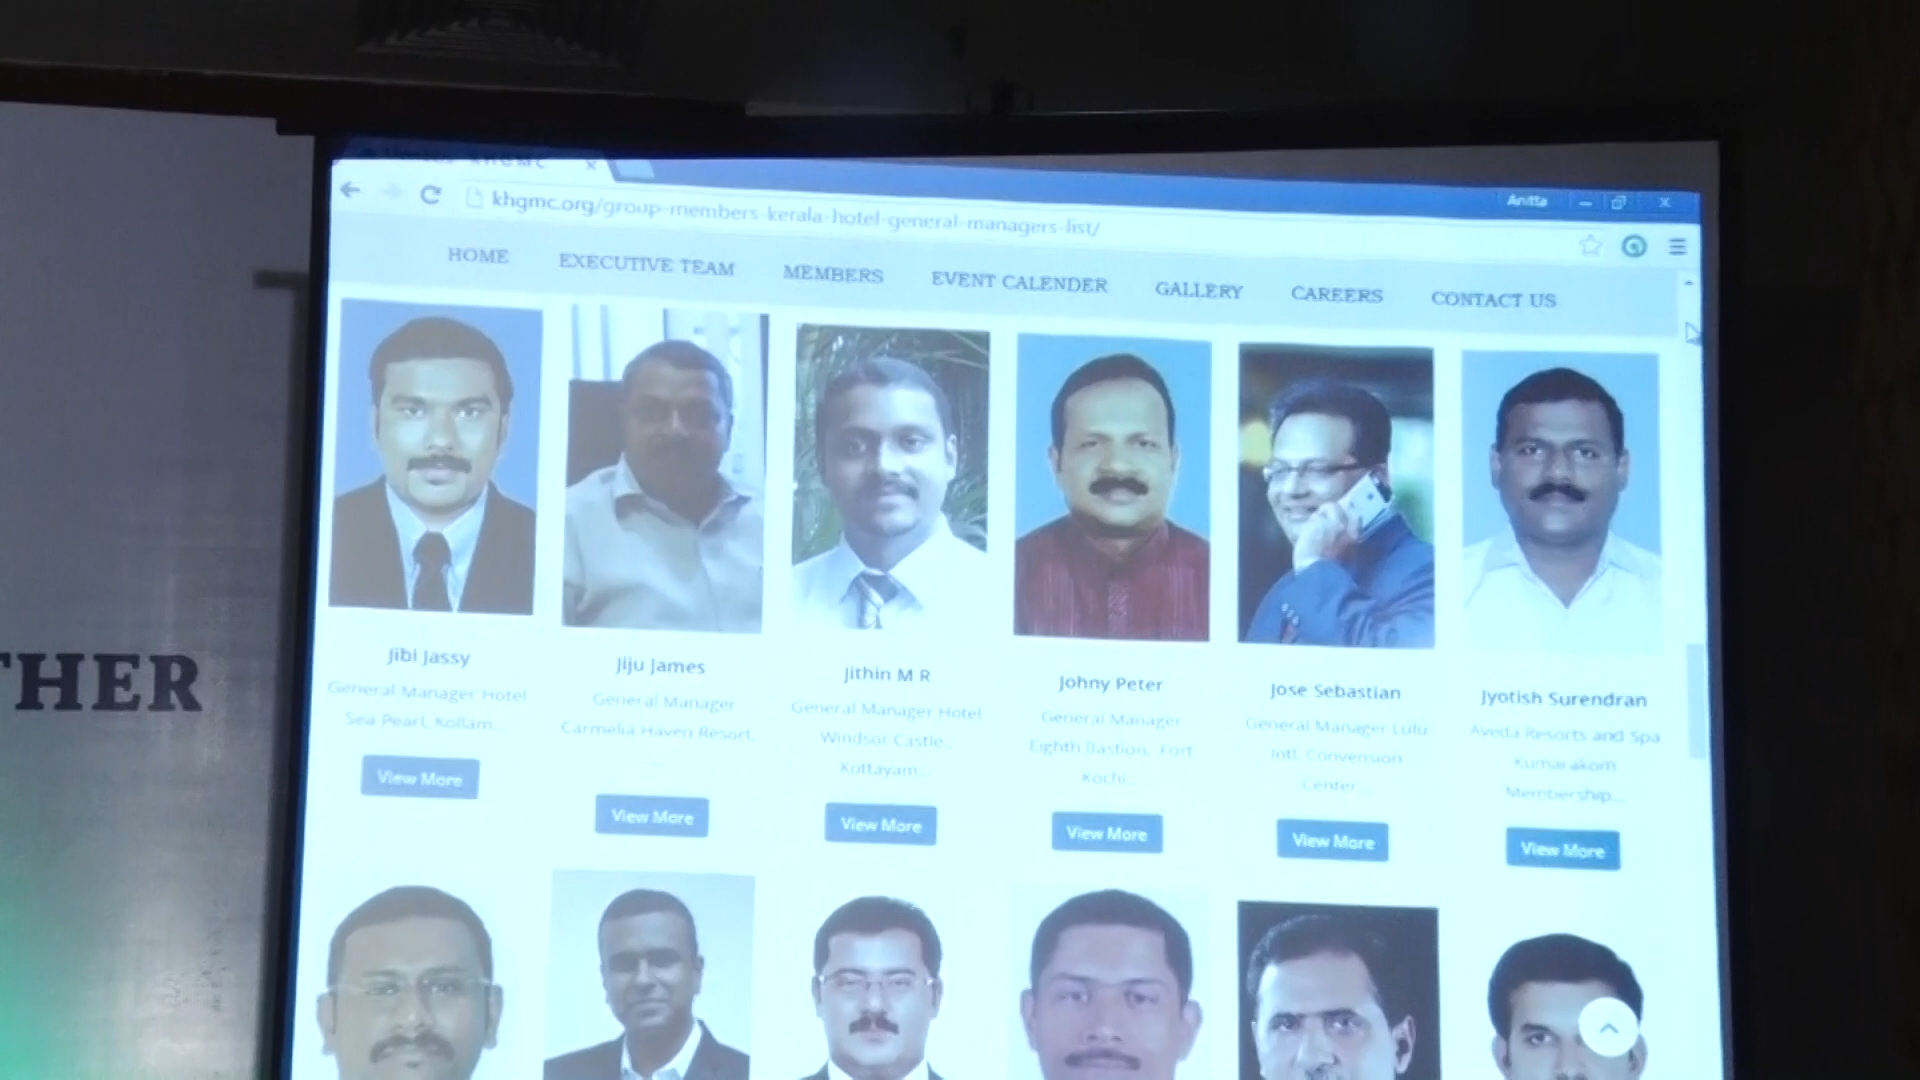 KHGMC
khgmc.org/group-members-kerala-hotel-general-managers-list/
Anitta
HOME EXECUTIVE TEAM MEMBERS EVENT CALENDER GALLERY CAREERS CONTACT US
THER
Jibi Jassy
General Manager Hotel
Sea Pearl, Kollam...
View More
Jiju James
General Manager
Carmelia Haven Resort,
View More
Jithin M R
General Manager Hotel
Windsor Castle,
Kottayam...
View More
Johny Peter
General Manager
Eighth Bastion, Fort
Kochi...
View More
Jose Sebastian
General Manager Lulu
Intl. Convension
Center...
View More
Jyotish Surendran
Aveda Resorts and Spa
Kumarakom
Membership...
View More